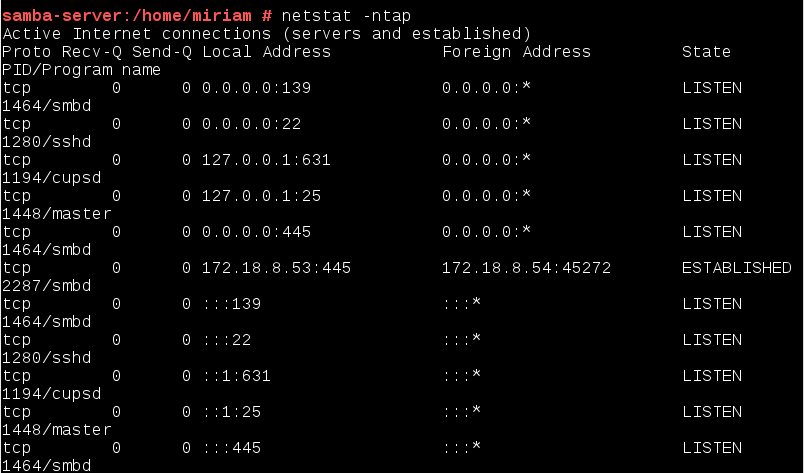 samba-server:/home/miriam # netstat -ntap
Active Internet connections (servers and established)
Proto Recv-Q Send-Q Local Address           Foreign Address         State
PID/Program name
tcp        0      0 0.0.0.0:139             0.0.0.0:*               LISTEN
1464/smbd
tcp        0      0 0.0.0.0:22              0.0.0.0:*               LISTEN
1280/sshd
tcp        0      0 127.0.0.1:631           0.0.0.0:*               LISTEN
1194/cupsd
tcp        0      0 127.0.0.1:25            0.0.0.0:*               LISTEN
1448/master
tcp        0      0 0.0.0.0:445             0.0.0.0:*               LISTEN
1464/smbd
tcp        0      0 172.18.8.53:445         172.18.8.54:45272       ESTABLISHED
2287/smbd
tcp        0      0 :::139                  :::*                    LISTEN
1464/smbd
tcp        0      0 :::22                   :::*                    LISTEN
1280/sshd
tcp        0      0 ::1:631                 :::*                    LISTEN
1194/cupsd
tcp        0      0 ::1:25                  :::*                    LISTEN
1448/master
tcp        0      0 :::445                  :::*                    LISTEN
1464/smbd